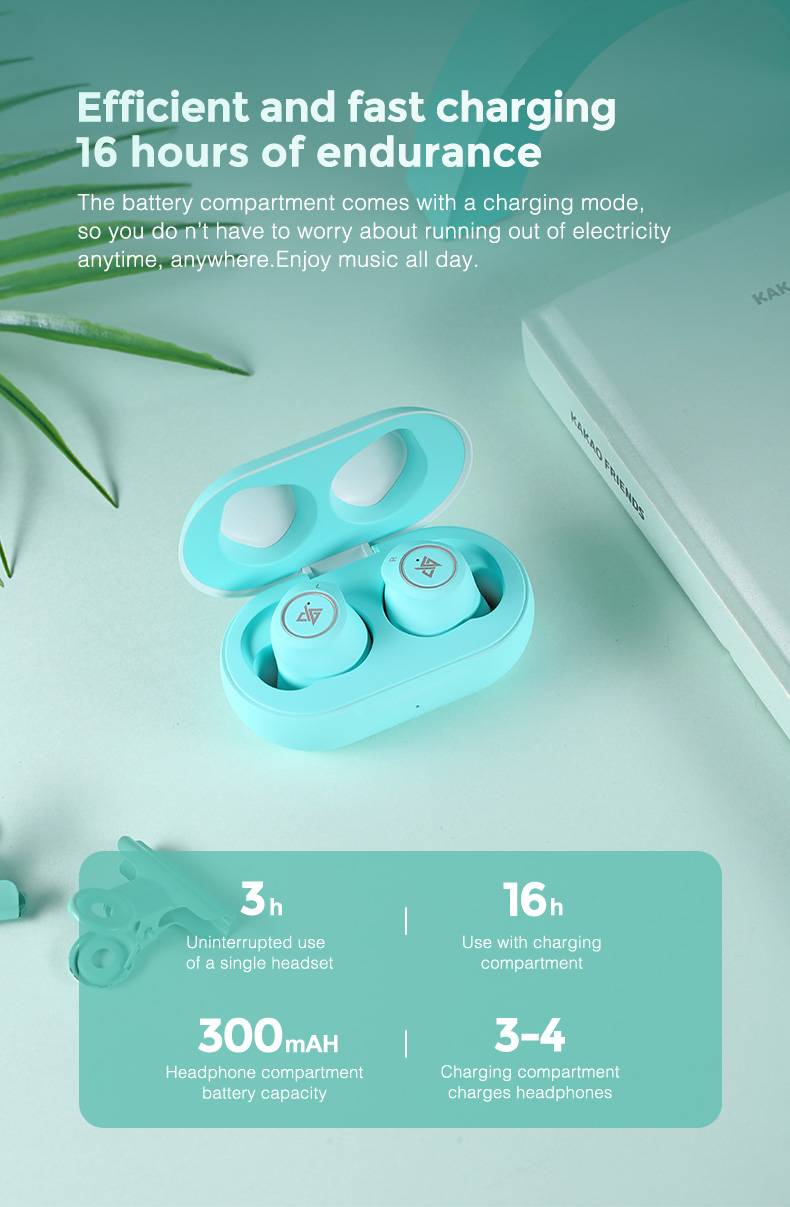 Efficient and fast charging
16 hours of endurance
The battery compartment comes with a charging mode,
so you do n't have to worry about running out of electricity
anytime, anywhere.Enjoy music all day.
KAK
KAKAO FRIENDS
L
R
3h
Uninterrupted use
of a single headset
16h
Use with charging
compartment
300mAH
Headphone compartment
battery capacity
3-4
Charging compartment
charges headphones